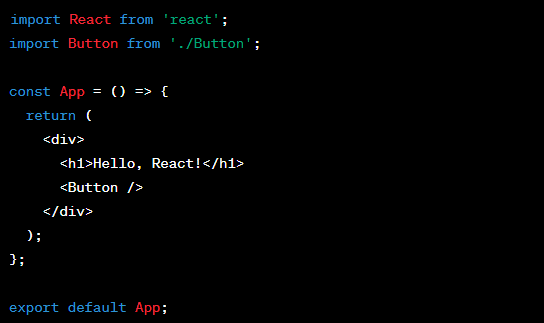 import React from 'react';
import Button from './Button';

const App = () => {
  return (
    <div>
      <h1>Hello, React!</h1>
      <Button />
    </div>
  );
};

export default App;